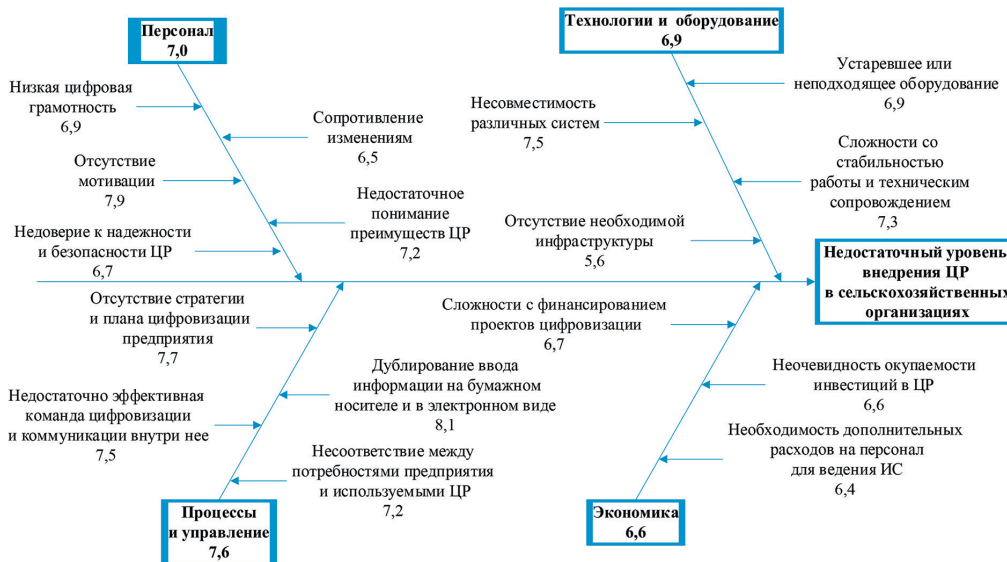 Персонал
7,0
Низкая цифровая
грамотность
6,9
Сопротивление
изменениям
6,5
Отсутствие
мотивации
7,9
Недостаточное
понимание
преимуществ ЦР
7,2
Недоверие к надежности
и безопасности ЦР
6,7
Технологии и оборудование
6,9
Устаревшее или
неподходящее оборудование
6,9
Несовместимость
различных систем
7,5
Сложности со
стабильностью
работы и техническим
сопровождением
7,3
Отсутствие необходимой
инфраструктуры
5,6
Недостаточный уровень
внедрения ЦР
в сельскохозяйственных
организациях
Отсутствие стратегии
и плана цифровизации
предприятия
7,7
Дублирование ввода
информации на бумажном
носителе и в электронном виде
8,1
Недостаточно эффективная
команда цифровизации
и коммуникации внутри нее
7,5
Несоответствие между
потребностями предприятия
и используемыми ЦР
7,2
Процессы
и управление
7,6
Сложности с финансированием
проектов цифровизации
6,7
Неочевидность окупаемости
инвестиций в ЦР
6,6
Необходимость дополнительных
расходов на персонал
для ведения ИС
6,4
Экономика
6,6